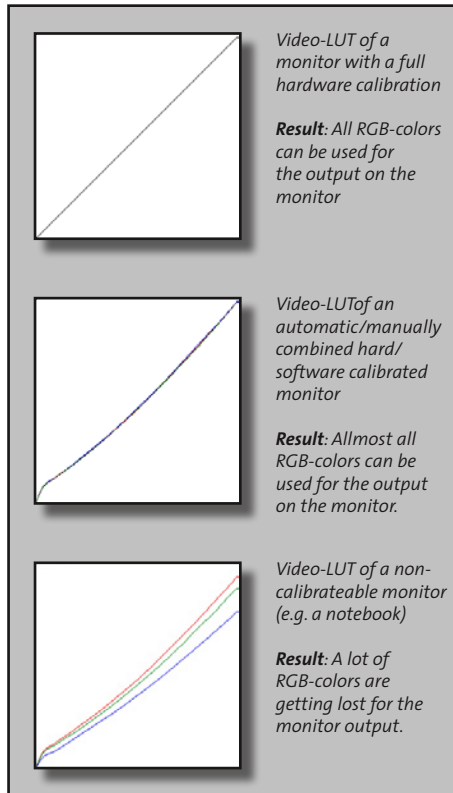 Video-LUT of a
monitor with a full
hardware calibration
Result: All RGB-colors
can be used for
the output on the
monitor
Video-LUTof an
automatic/manually
combined hard/
software calibrated
monitor
Result: Allmost all
RGB-colors can be
used for the output
on the monitor.
Video-LUT of a non-
calibrateable monitor
(e.g. a notebook)
Result: A lot of
RGB-colors are
getting lost for the
monitor output.